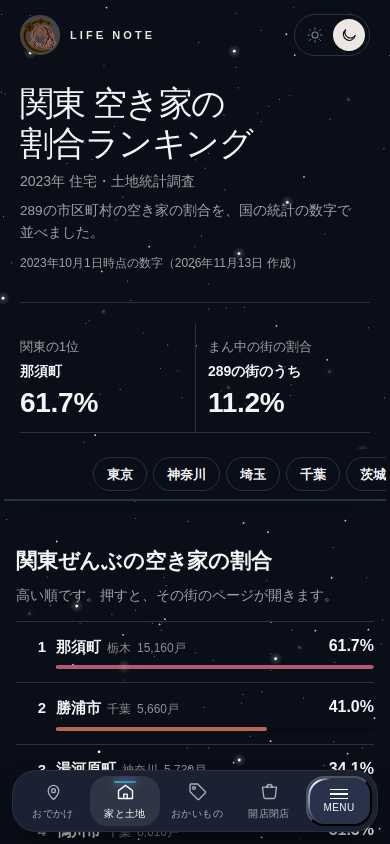 LIFE NOTE
関東 空き家の
割合ランキング
2023年 住宅・土地統計調査
289の市区町村の空き家の割合を、国の統計の数字で
並べました。
2023年10月1日時点の数字（2026年11月13日 作成）
関東の1位
那須町
61.7%
まん中の街の割合
289の街のうち
11.2%
東京 神奈川 埼玉 千葉 茨城
関東ぜんぶの空き家の割合
高い順です。押すと、その街のページが開きます。
1 那須町 栃木 15,160戸 61.7%
2 勝浦市 千葉 5,660戸 41.0%
3 湯河原町 神奈川 34.1%
おでかけ 家と土地 おかいもの 開店閉店 MENU